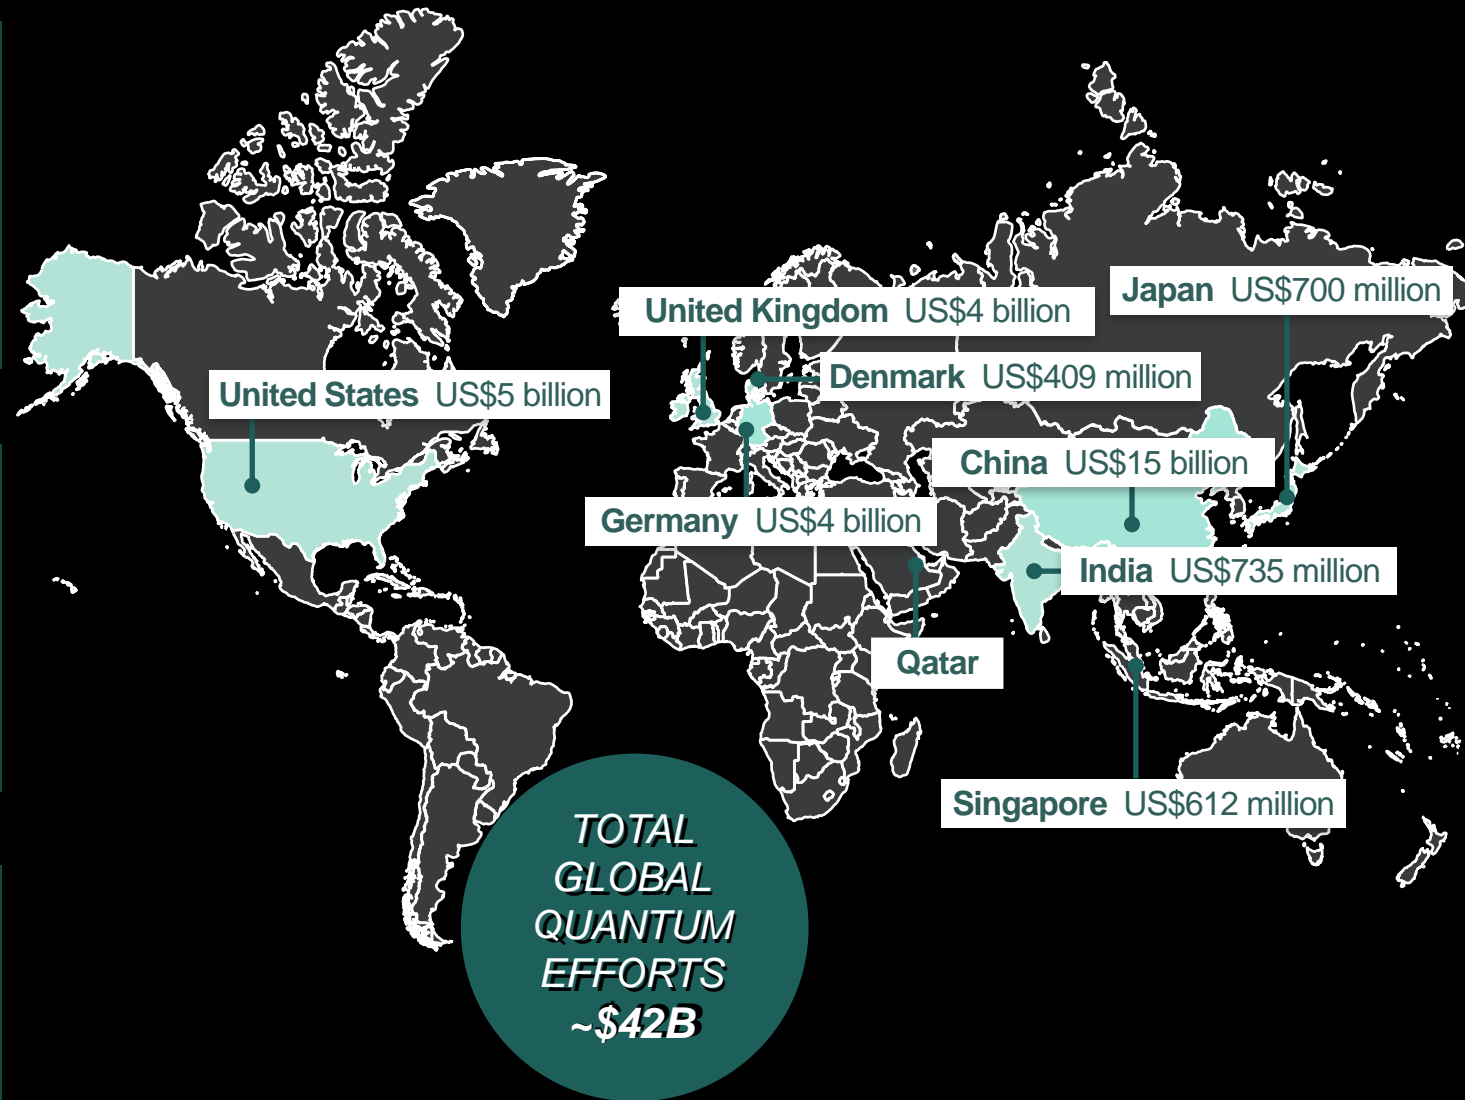 Japan US$700 million
United Kingdom US$4 billion
Denmark US$409 million
United States US$5 billion
China US$15 billion
Germany US$4 billion
India US$735 million
Qatar
Singapore US$612 million
TOTAL
GLOBAL
QUANTUM
EFFORTS
~$42B